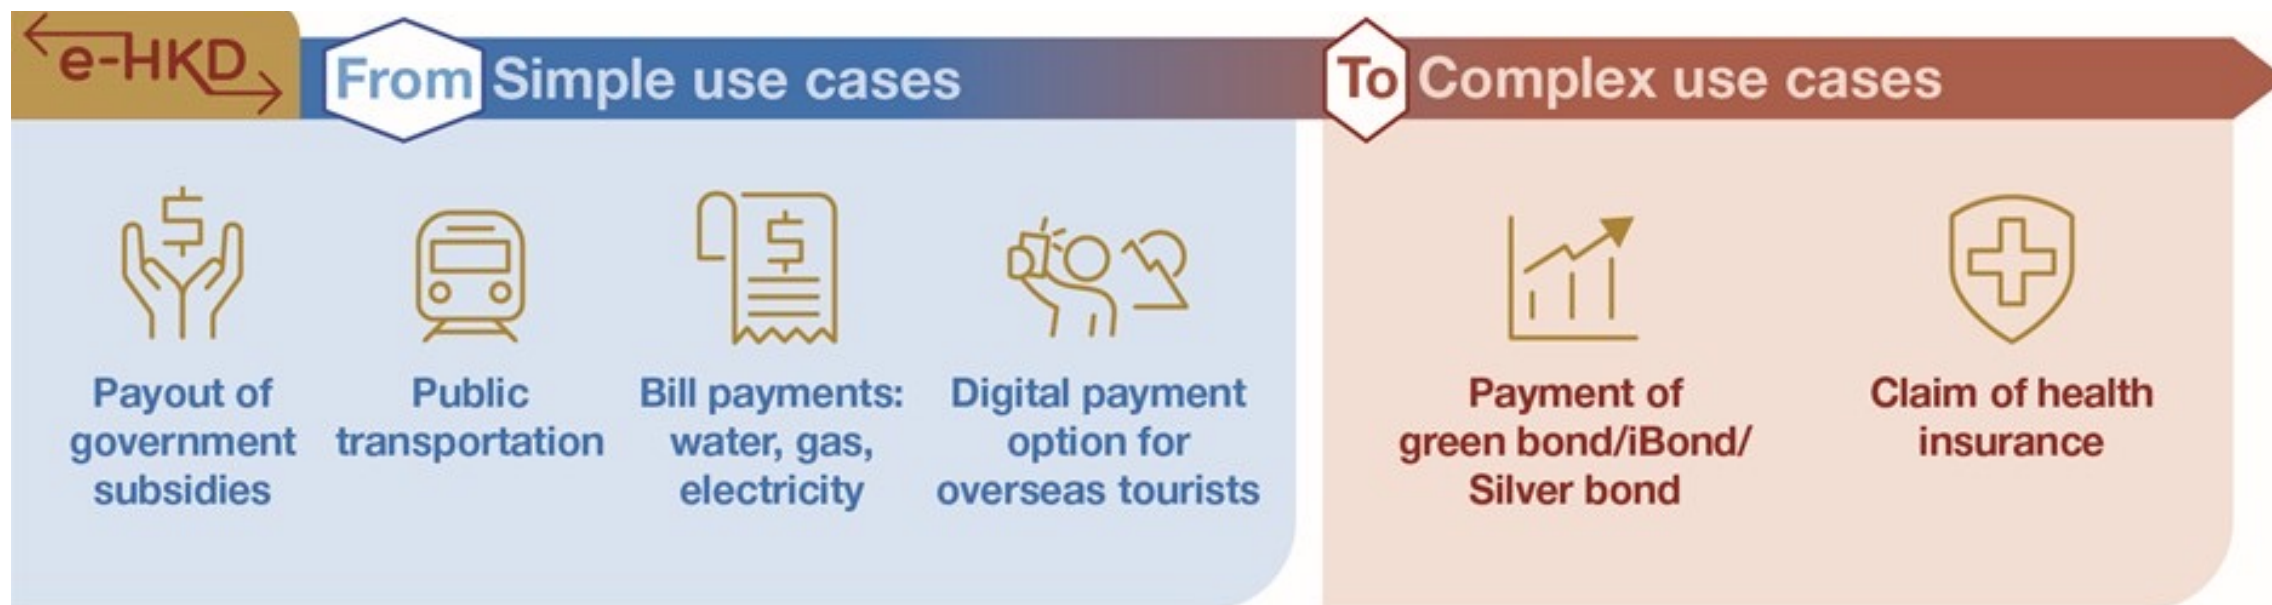 e-HKD
From Simple use cases
To Complex use cases
Payout of
government
subsidies
Public
transportation
Bill payments:
water, gas,
electricity
Digital payment
option for
overseas tourists
Payment of
green bond/iBond/
Silver bond
Claim of health
insurance